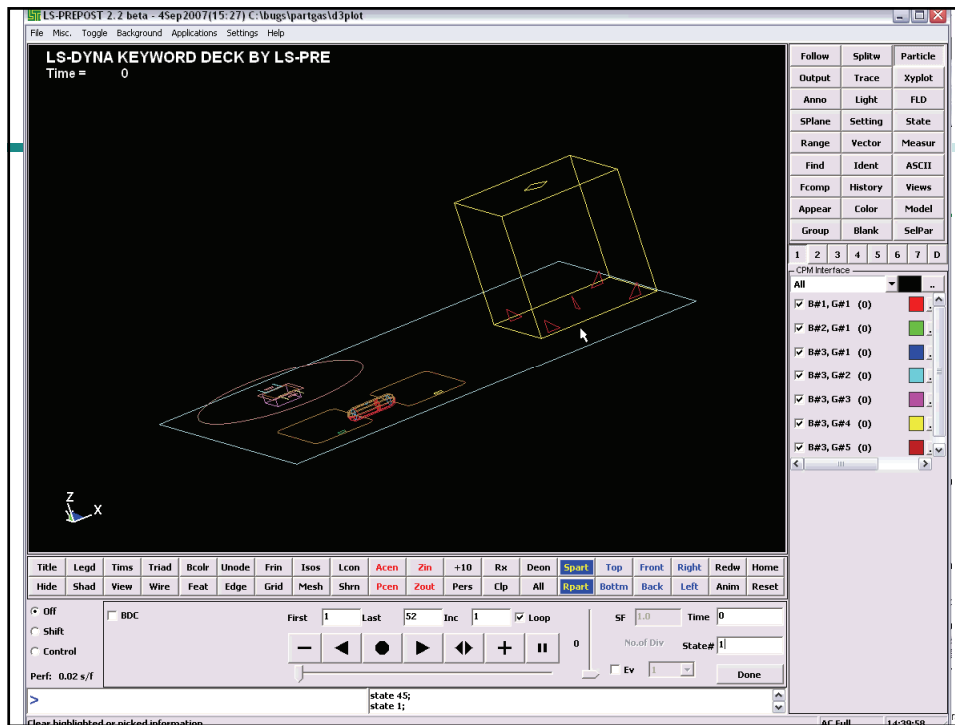 LS-PREPOST 2.2 beta - 4Sep2007(15:27) C:\bugs\partgas\d3plot
File Misc. Toggle Background Applications Settings Help
LS-DYNA KEYWORD DECK BY LS-PRE
Time = 0
Z
X
Follow Splitw Particle
Output Trace Xyplot
Anno Light FLD
SPlane Setting State
Range Vector Measur
Find Ident ASCII
Fcomp History Views
Appear Color Model
Group Blank SelPar
1 2 3 4 5 6 7 D
CPM Interface
All ..
B#1, G#1 (0) .
B#2, G#1 (0) .
B#3, G#1 (0) .
B#3, G#2 (0) .
B#3, G#3 (0) .
B#3, G#4 (0) .
B#3, G#5 (0) .
Title Legd Tims Triad Bcolr Unode Frin Isos Lcon Acen Zin +10 Rx Deon Spart Top Front Right Redw Home
Hide Shad View Wire Feat Edge Grid Mesh Shrn Pcen Zout Pers Clp All Rpart Bottm Back Left Anim Reset
Off
Shift
Control
Perf: 0.02 s/f
BDC
First 1 Last 52 Inc 1 Loop
0
SF 1.0 Time 0
No.of Div State# 1
Ev 1 Done
>
state 45;
state 1;
Clear highlighted or picked information AC Full 14:39:58